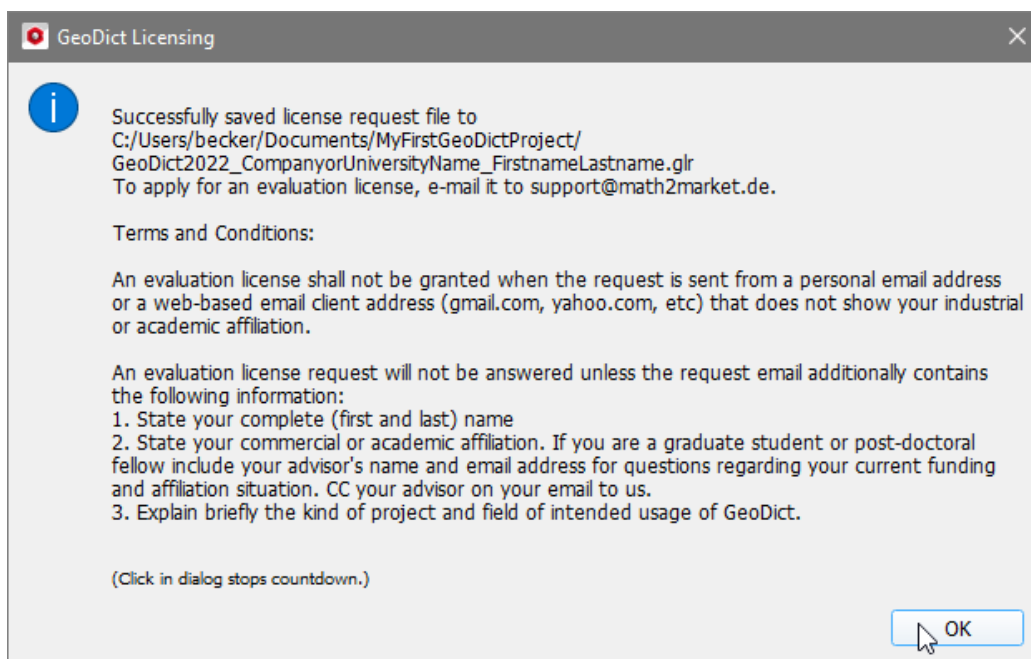 GeoDict Licensing
Successfully saved license request file to
C:/Users/becker/Documents/MyFirstGeoDictProject/
GeoDict2022_CompanyorUniversityName_FirstnameLastname.glr
To apply for an evaluation license, e-mail it to support@math2market.de.
Terms and Conditions:
An evaluation license shall not be granted when the request is sent from a personal email address
or a web-based email client address (gmail.com, yahoo.com, etc) that does not show your industrial
or academic affiliation.
An evaluation license request will not be answered unless the request email additionally contains
the following information:
1. State your complete (first and last) name
2. State your commercial or academic affiliation. If you are a graduate student or post-doctoral
fellow include your advisor's name and email address for questions regarding your current funding
and affiliation situation. CC your advisor on your email to us.
3. Explain briefly the kind of project and field of intended usage of GeoDict.
(Click in dialog stops countdown.)
OK